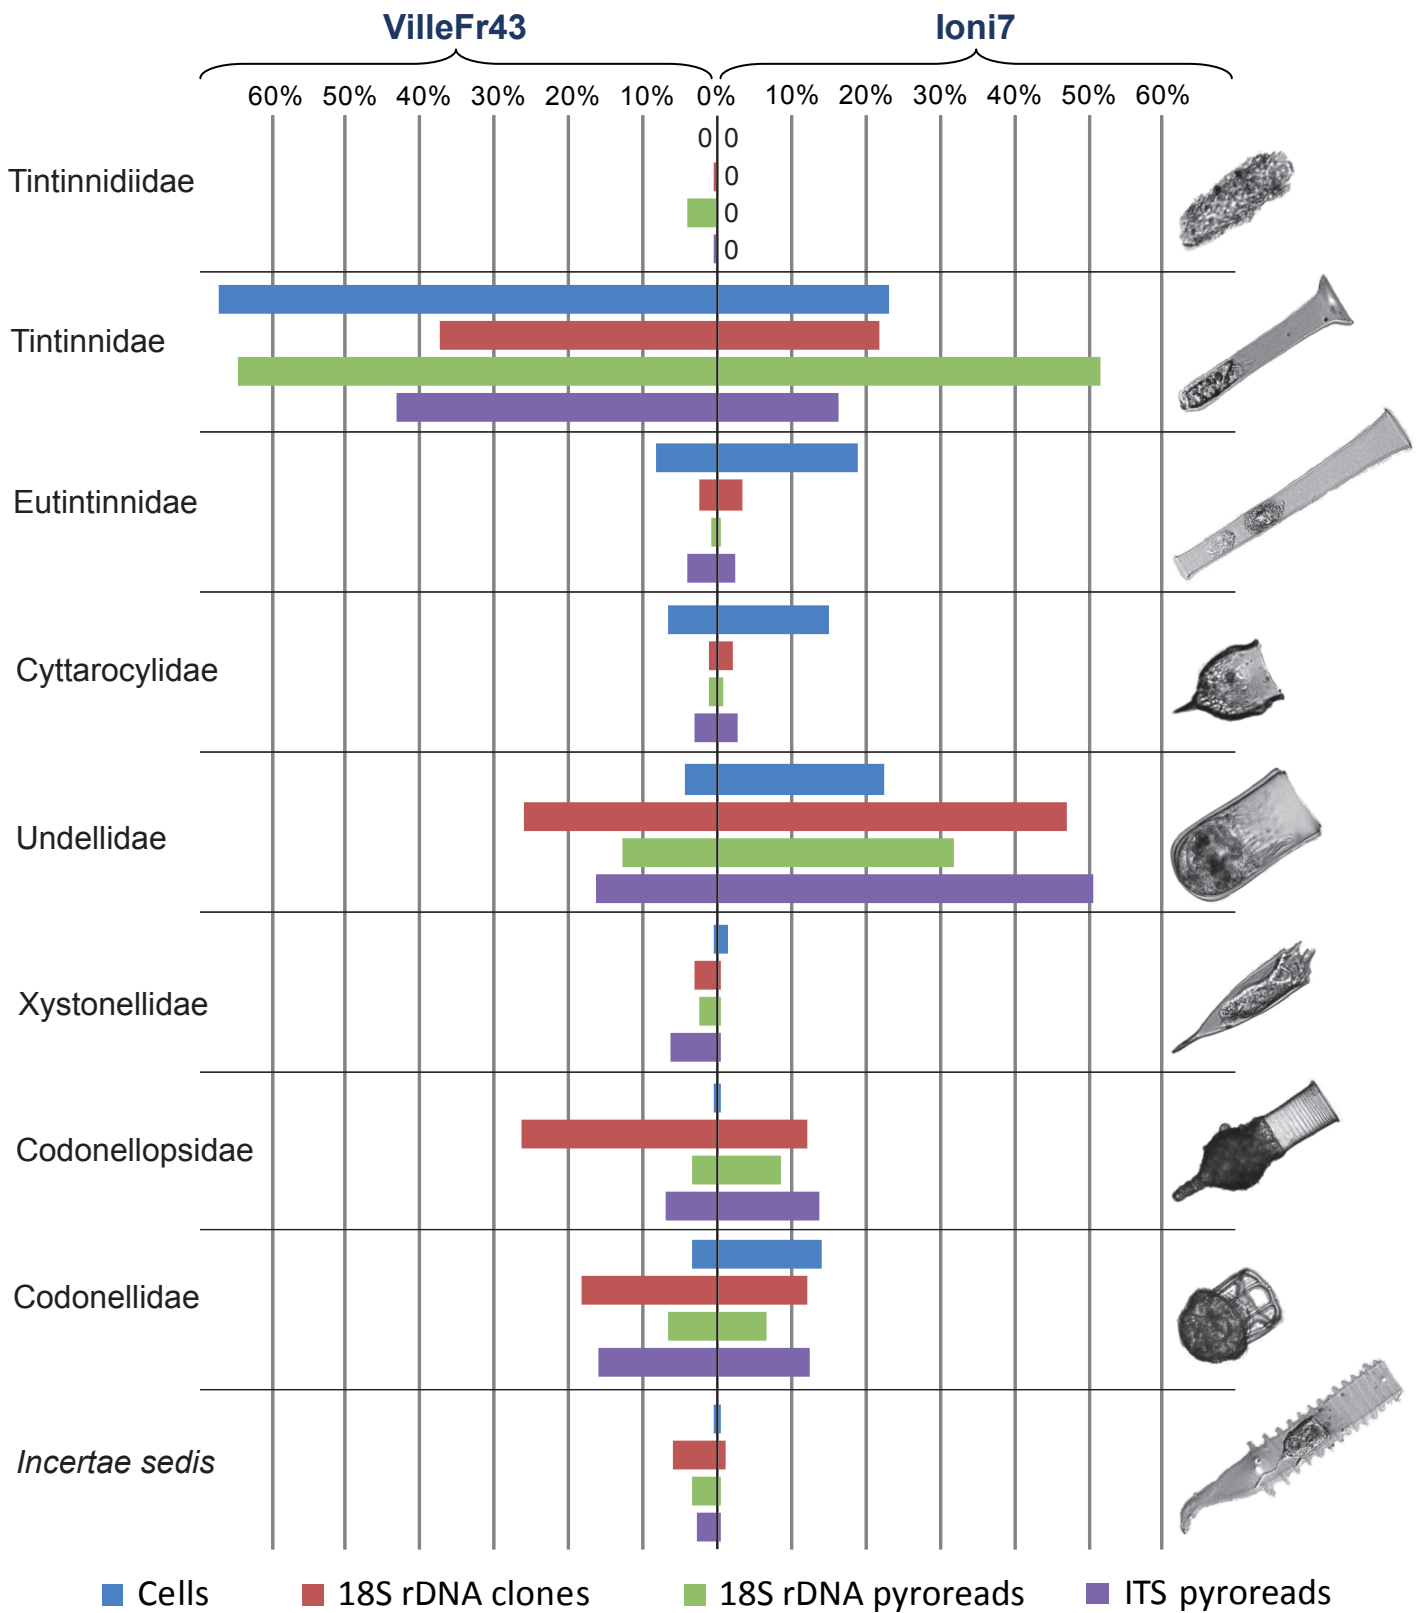 VilleFr43 Ioni7
60% 50% 40% 30% 20% 10% 0% 10% 20% 30% 40% 50% 60%
0 0
Tintinnidiidae 0
0
0
Tintinnidae
Eutintinnidae
Cyttarocylidae
Undellidae
Xystonellidae
Codonellopsidae
Codonellidae
Incertae sedis
Cells 18S rDNA clones 18S rDNA pyroreads ITS pyroreads